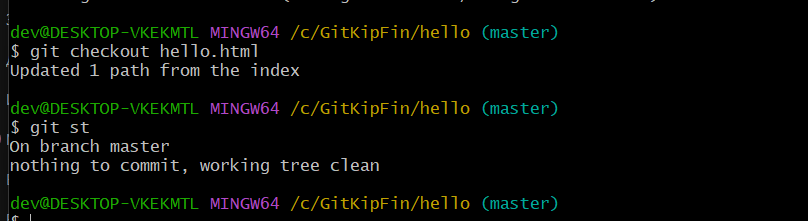 dev@DESKTOP-VKEKMTL MINGW64 /c/GitKipFin/hello (master)
$ git checkout hello.html
Updated 1 path from the index
dev@DESKTOP-VKEKMTL MINGW64 /c/GitKipFin/hello (master)
$ git st
On branch master
nothing to commit, working tree clean
dev@DESKTOP-VKEKMTL MINGW64 /c/GitKipFin/hello (master)
$